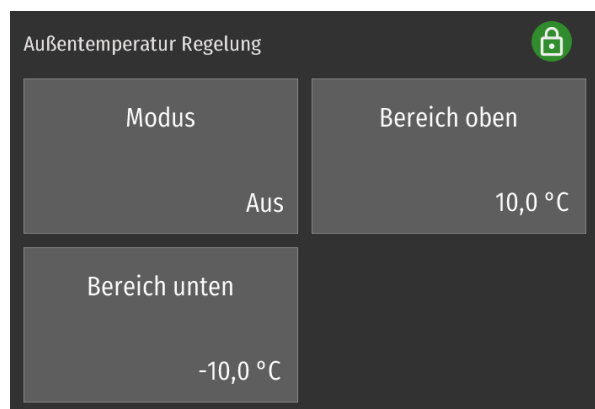 Außentemperatur Regelung
Modus
Aus
Bereich oben
10,0 °C
Bereich unten
-10,0 °C